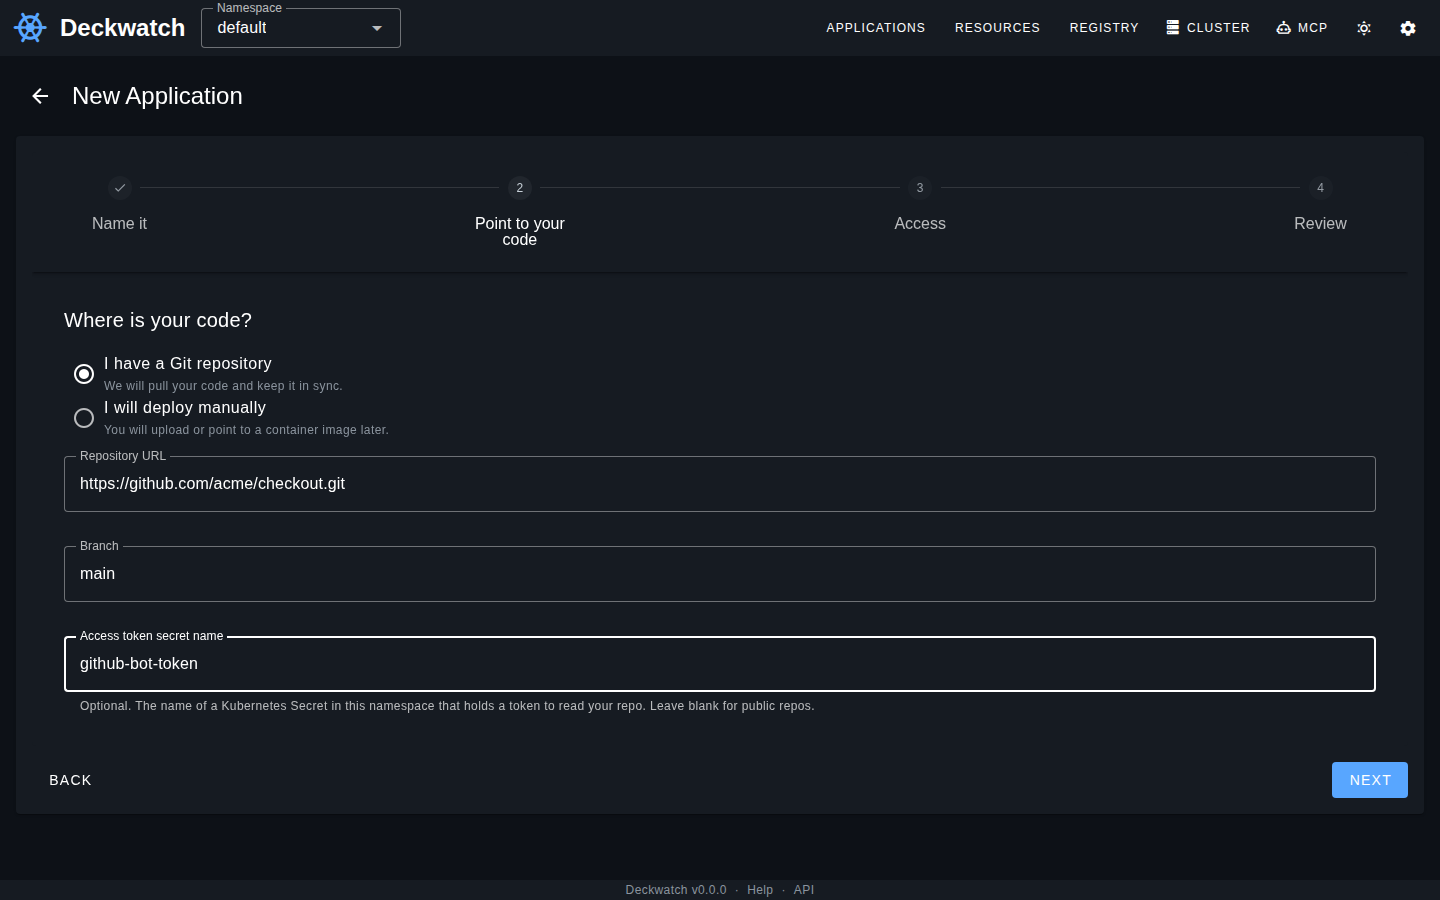 Deckwatch
Namespace
default
APPLICATIONS
RESOURCES
REGISTRY
CLUSTER
MCP
New Application
2
3
4
Name it
Point to your
code
Access
Review
Where is your code?
I have a Git repository
We will pull your code and keep it in sync.
I will deploy manually
You will upload or point to a container image later.
Repository URL
https://github.com/acme/checkout.git
Branch
main
Access token secret name
github-bot-token
Optional. The name of a Kubernetes Secret in this namespace that holds a token to read your repo. Leave blank for public repos.
BACK
NEXT
Deckwatch v0.0.0 · Help · API